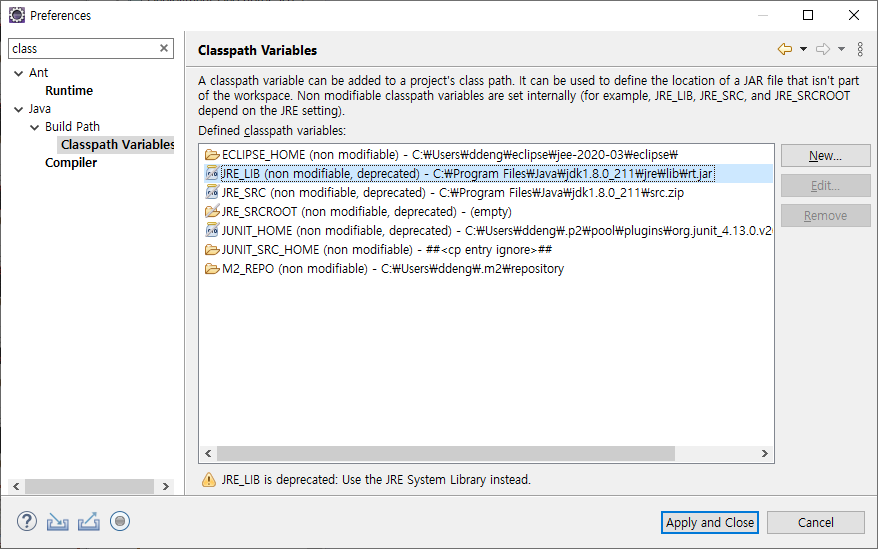 Preferences
class
Ant
Runtime
Java
Build Path
Classpath Variables
Compiler
Classpath Variables
A classpath variable can be added to a project's class path. It can be used to define the location of a JAR file that isn't part
of the workspace. Non modifiable classpath variables are set internally (for example, JRE_LIB, JRE_SRC, and JRE_SRCROOT
depend on the JRE setting).
Defined classpath variables:
ECLIPSE_HOME (non modifiable) - C:₩Users₩ddeng₩eclipse₩jee-2020-03₩eclipse₩
JRE_LIB (non modifiable, deprecated) - C:₩Program Files₩Java₩jdk1.8.0_211₩jre₩lib₩rt.jar
JRE_SRC (non modifiable, deprecated) - C:₩Program Files₩Java₩jdk1.8.0_211₩src.zip
JRE_SRCROOT (non modifiable, deprecated) - (empty)
JUNIT_HOME (non modifiable, deprecated) - C:₩Users₩ddeng₩.p2₩pool₩plugins₩org.junit_4.13.0.v20
JUNIT_SRC_HOME (non modifiable) - ##<cp entry ignore>##
M2_REPO (non modifiable) - C:₩Users₩ddeng₩.m2₩repository
New...
Edit...
Remove
JRE_LIB is deprecated: Use the JRE System Library instead.
Apply and Close
Cancel